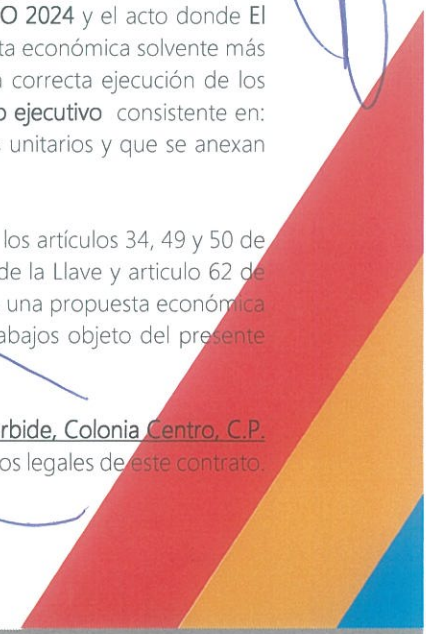 O 2024 y el acto donde El
ta económica solvente más
correcta ejecución de los
o ejecutivo consistente en:
unitarios y que se anexan
los artículos 34, 49 y 50 de
de la Llave y articulo 62 de
una propuesta económica
abajos objeto del presente
rbide, Colonia Centro, C.P.
os legales de este contrato.